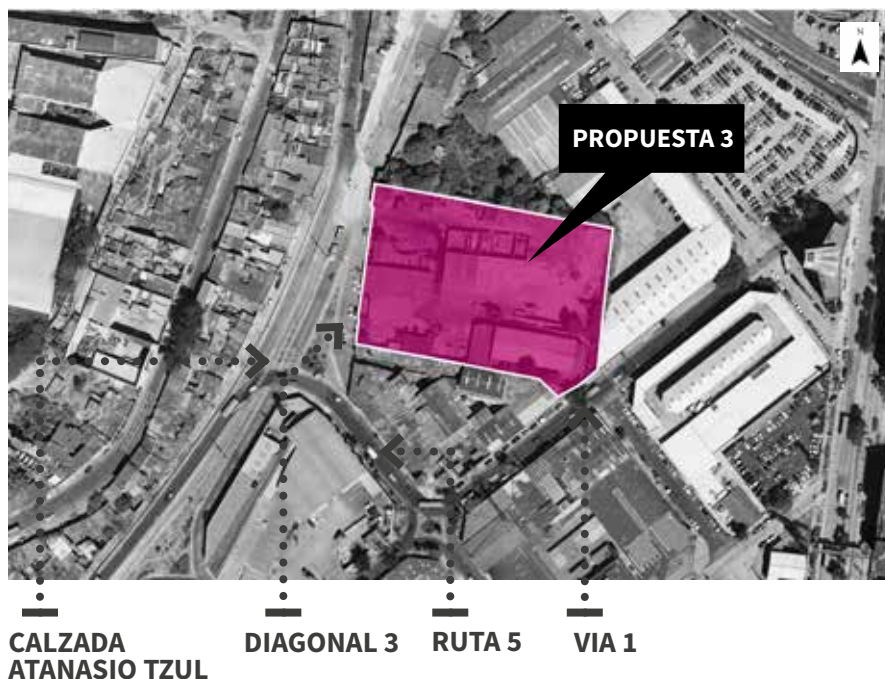 N
PROPUESTA 3
CALZADA
ATANASIO TZUL
DIAGONAL 3
RUTA 5
VIA 1